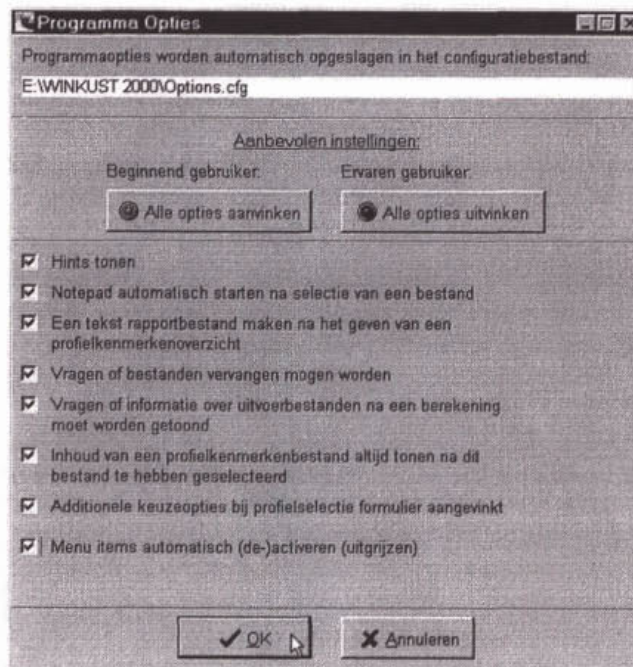 Programma Opties
Programmaopties worden automatisch opgeslagen in het configuratiebestand:
E:\WINKUST 2000\Options.cfg
Aanbevolen instellingen:
Beginnend gebruiker:
Ervaren gebruiker:
Alle opties aanvinken
Alle opties uitvinken
Hints tonen
Notepad automatisch starten na selectie van een bestand
Een tekst rapportbestand maken na het geven van een
profielkenmerkenoverzicht
Vragen of bestanden vervangen mogen worden
Vragen of informatie over uitvoerbestanden na een berekening
moet worden getoond
Inhoud van een profielkenmerkenbestand altijd tonen na dit
bestand te hebben geselecteerd
Additionele keuzeopties bij profielselectie formulier aangevinkt
Menu items automatisch (de-)activeren (uitgrijzen)
OK
Annuleren